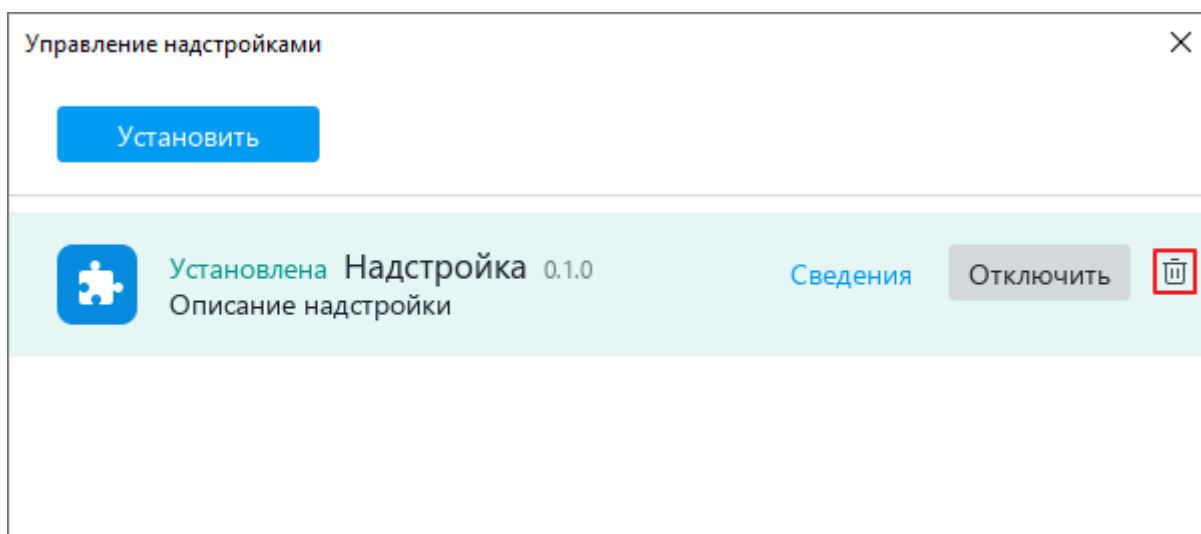 Управление надстройками
Установить
Установлена Надстройка 0.1.0 Сведения Отключить
Описание надстройки